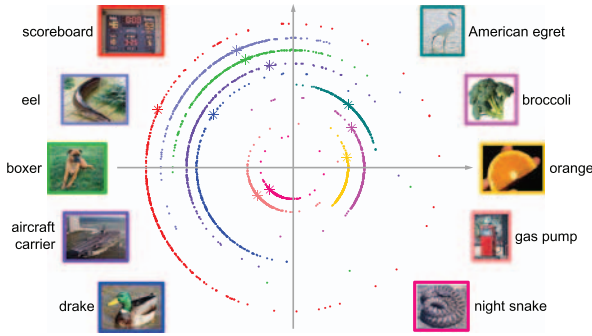 scoreboard
American egret
eel
broccoli
boxer
orange
aircraft
carrier
gas pump
drake
night snake